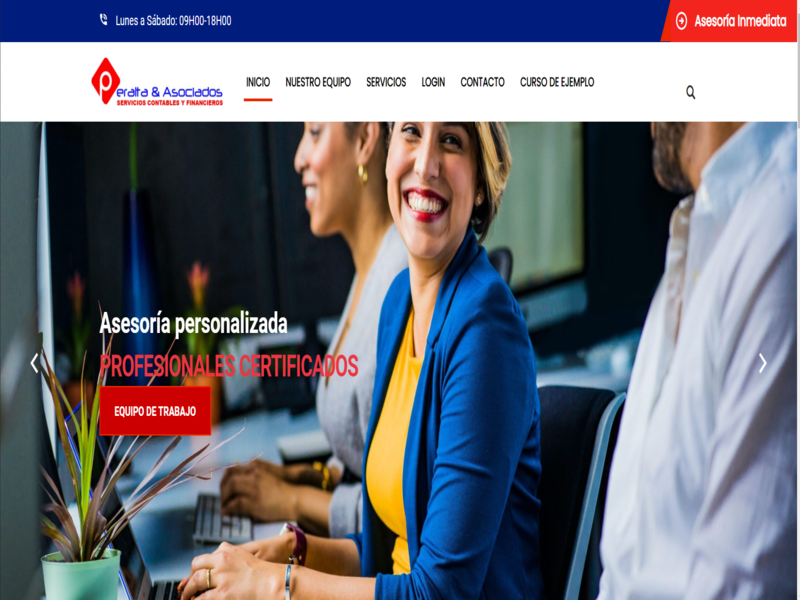 Lunes a Sábado: 09H00-18H00
Asesoría Inmediata
Peralta & Asociados
SERVICIOS CONTABLES Y FINANCIEROS
INICIO
NUESTRO EQUIPO
SERVICIOS
LOGIN
CONTACTO
CURSO DE EJEMPLO
Asesoría personalizada
PROFESIONALES CERTIFICADOS
EQUIPO DE TRABAJO